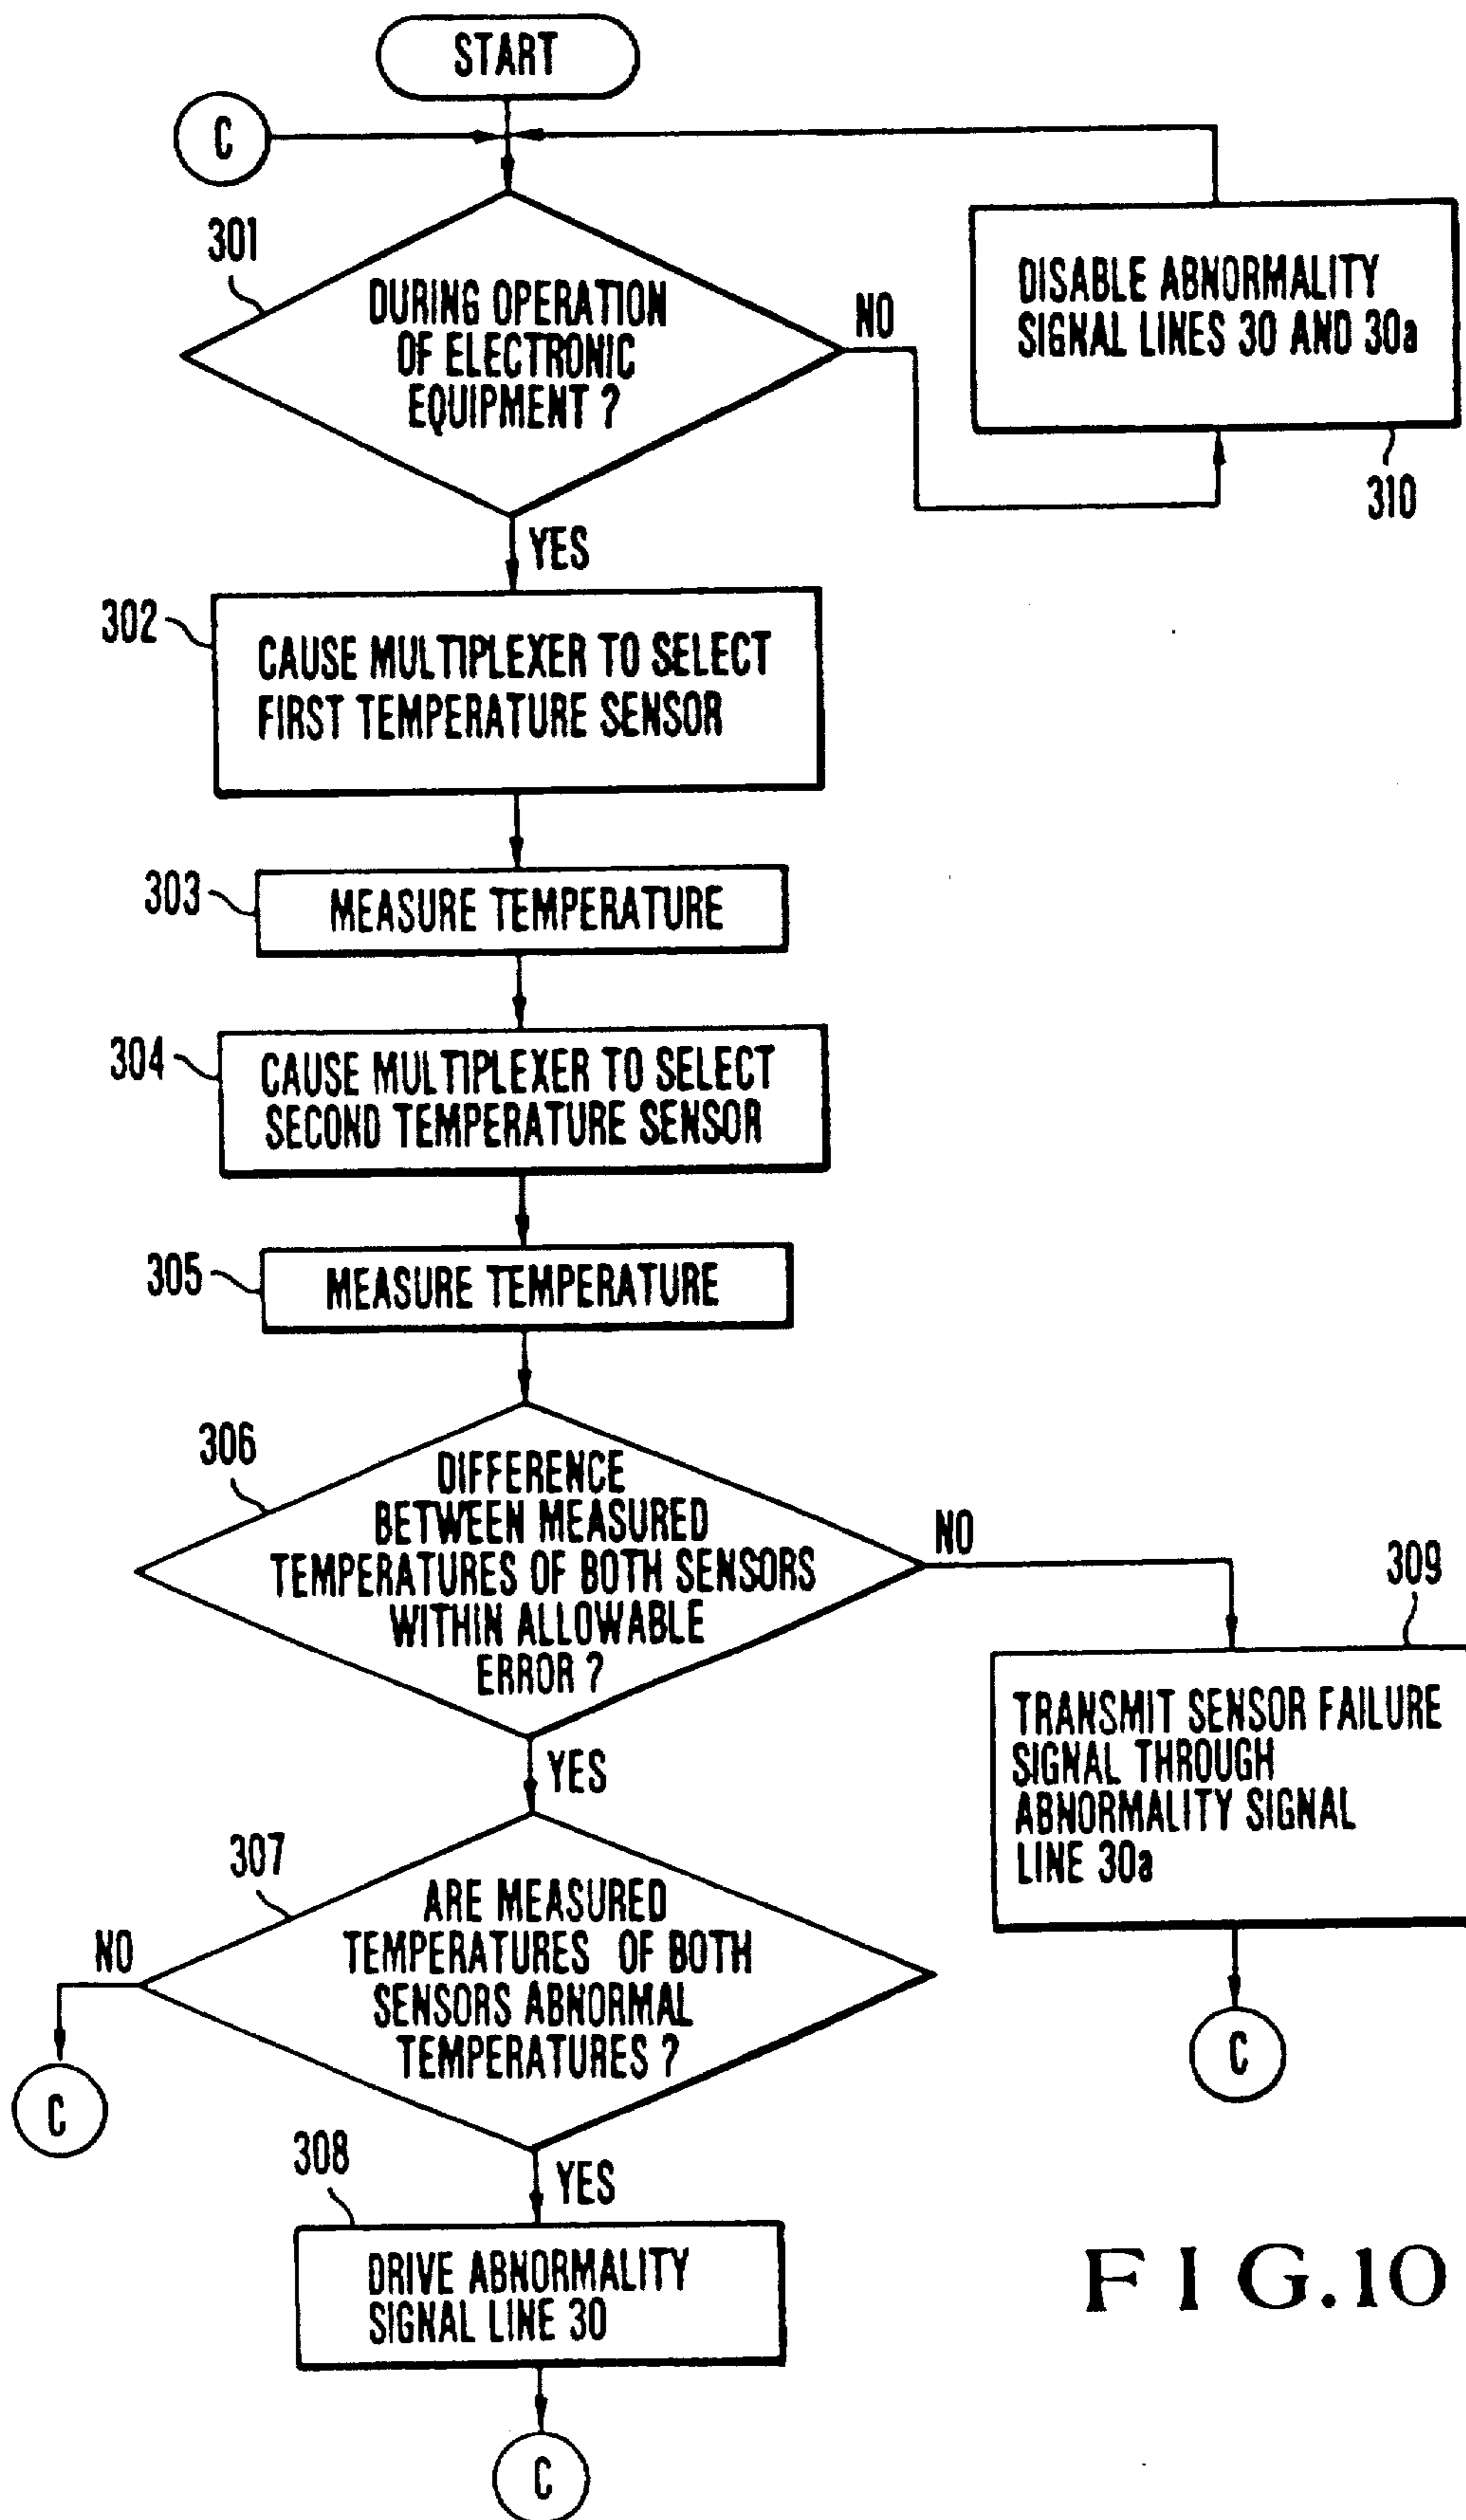 START
C
301
DURING OPERATION
OF ELECTRONIC
EQUIPMENT ?
NO
DISABLE ABNORMALITY
SIGNAL LINES 30 AND 30a
310
YES
302
CAUSE MULTIPLEXER TO SELECT
FIRST TEMPERATURE SENSOR
303
MEASURE TEMPERATURE
304
CAUSE MULTIPLEXER TO SELECT
SECOND TEMPERATURE SENSOR
305
MEASURE TEMPERATURE
306
DIFFERENCE
BETWEEN MEASURED
TEMPERATURES OF BOTH SENSORS
WITHIN ALLOWABLE
ERROR ?
NO
309
TRANSMIT SENSOR FAILURE
SIGNAL THROUGH
ABNORMALITY SIGNAL
LINE 30a
C
YES
307
ARE MEASURED
TEMPERATURES OF BOTH
SENSORS ABNORMAL
TEMPERATURES ?
NO
C
YES
308
DRIVE ABNORMALITY
SIGNAL LINE 30
C
FIG.10